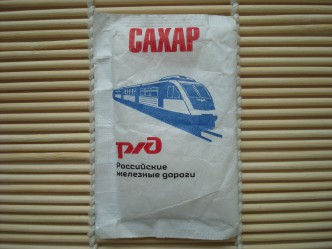 САХАР
ржд
Российские
железные дороги